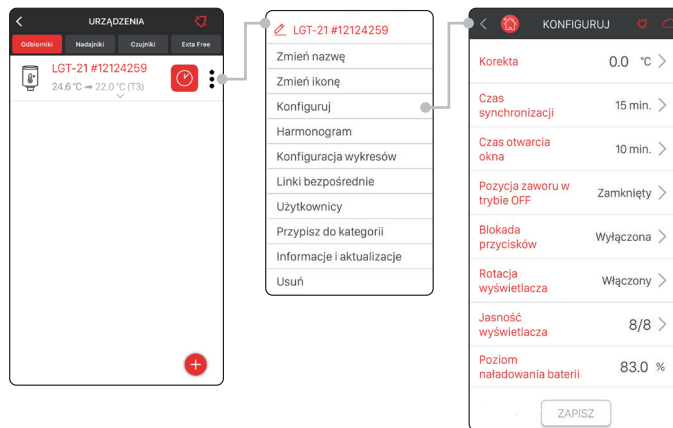 URZĄDZENIA
Odbiorniki Nadajniki Czujniki Exta Free
LGT-21 #12124259
24.6 °C ➞ 22.0 °C (T3)
LGT-21 #12124259
Zmień nazwę
Zmień ikonę
Konfiguruj
Harmonogram
Konfiguracja wykresów
Linki bezpośrednie
Użytkownicy
Przypisz do kategorii
Informacje i aktualizacje
Usuń
KONFIGURUJ
Korekta 0.0 °C
Czas
synchronizacji 15 min.
Czas otwarcia
okna 10 min.
Pozycja zaworu w
trybie OFF Zamknięty
Blokada
przycisków Wyłączona
Rotacja
wyświetlacza Włączony
Jasność
wyświetlacza 8/8
Poziom
naładowania baterii 83.0 %
ZAPISZ